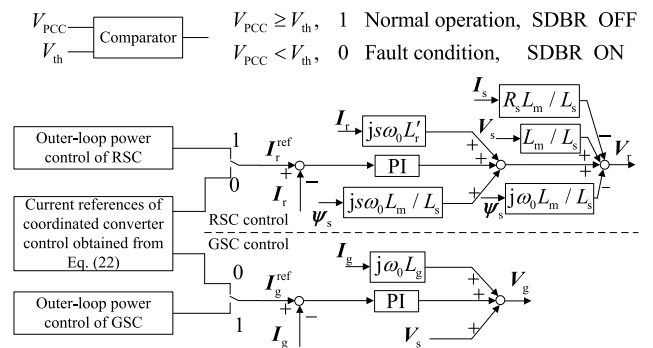 V_PCC
V_th
Comparator
V_PCC ≥ V_th, 1 Normal operation, SDBR OFF
V_PCC < V_th, 0 Fault condition, SDBR ON
Outer-loop power
control of RSC
Current references of
coordinated converter
control obtained from
Eq. (22)
Outer-loop power
control of GSC
1
0
I_r^ref
+
−
I_r
RSC control
I_r
jsω_0L′_r
PI
ψ_s
jsω_0L_m / L_s
+
+
+
I_s
R_sL_m / L_s
V_s
L_m / L_s
ψ_s
jω_0L_m / L_s
−
+
+
−
V_r
GSC control
0
1
I_g^ref
+
−
I_g
I_g
jω_0L_g
PI
V_s
+
+
+
V_g